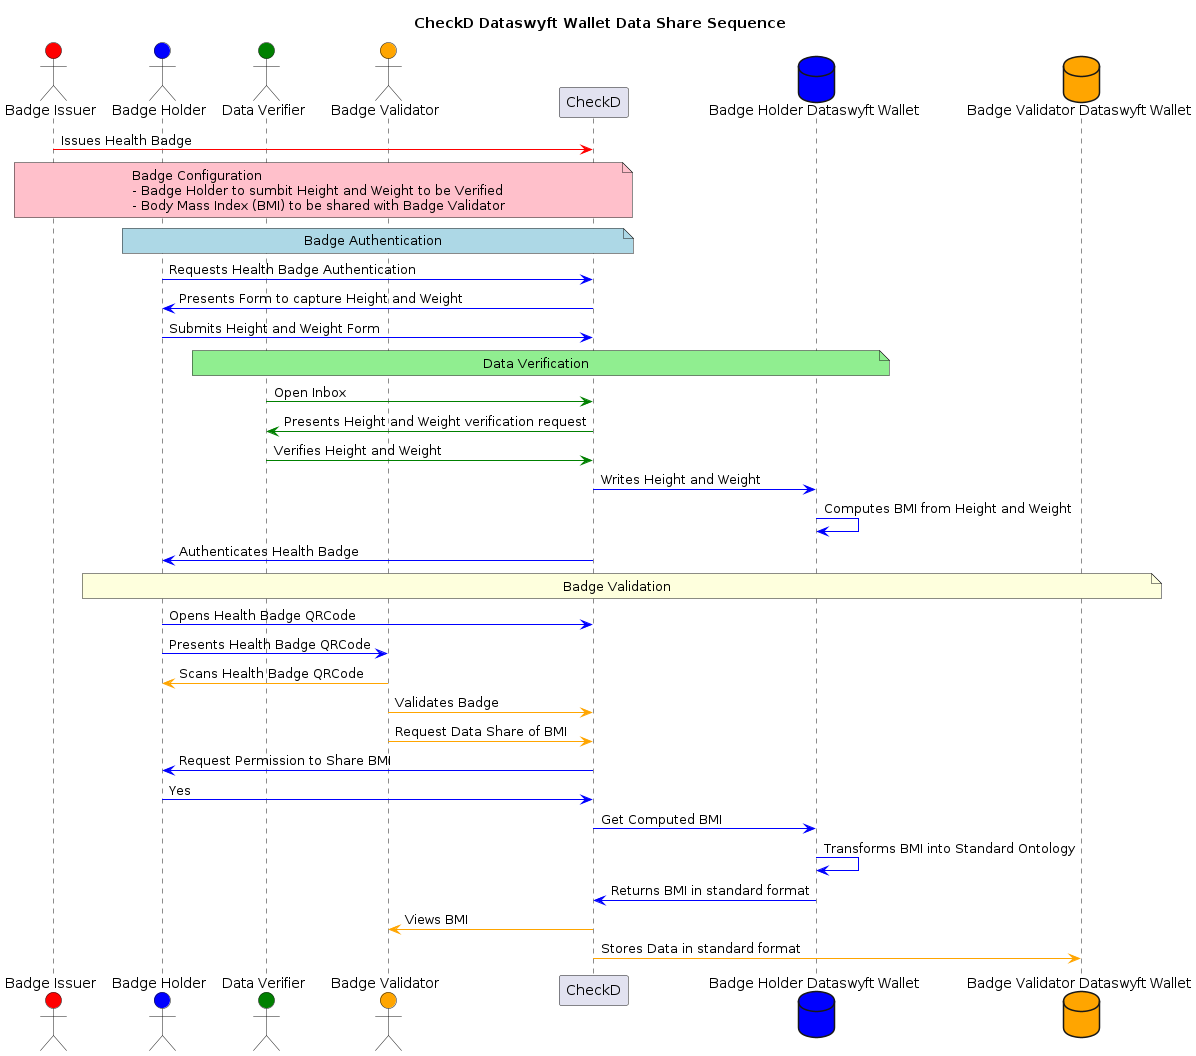 CheckD Dataswyft Wallet Data Share Sequence
Badge Issuer
Badge Holder
Data Verifier
Badge Validator
CheckD
Badge Holder Dataswyft Wallet
Badge Validator Dataswyft Wallet
Issues Health Badge
Badge Configuration
- Badge Holder to sumbit Height and Weight to be Verified
- Body Mass Index (BMI) to be shared with Badge Validator
Badge Authentication
Requests Health Badge Authentication
Presents Form to capture Height and Weight
Submits Height and Weight Form
Data Verification
Open Inbox
Presents Height and Weight verification request
Verifies Height and Weight
Writes Height and Weight
Computes BMI from Height and Weight
Authenticates Health Badge
Badge Validation
Opens Health Badge QRCode
Presents Health Badge QRCode
Scans Health Badge QRCode
Validates Badge
Request Data Share of BMI
Request Permission to Share BMI
Yes
Get Computed BMI
Transforms BMI into Standard Ontology
Returns BMI in standard format
Views BMI
Stores Data in standard format
Badge Issuer
Badge Holder
Data Verifier
Badge Validator
CheckD
Badge Holder Dataswyft Wallet
Badge Validator Dataswyft Wallet